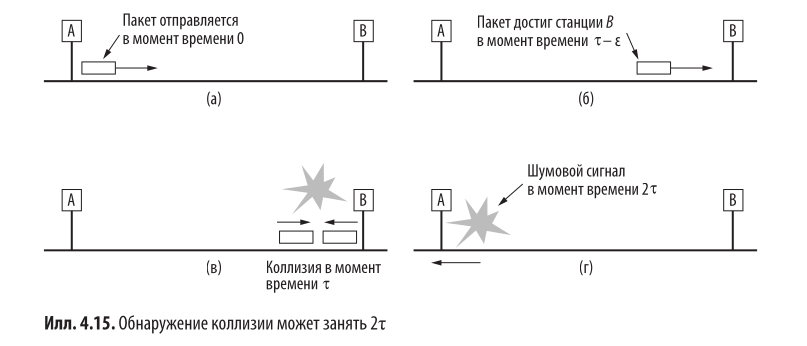 A
Пакет отправляется
в момент времени 0
B
(а)
A
Пакет достиг станции B
в момент времени τ – ε
B
(б)
A
B
(в)
Коллизия в момент
времени τ
A
Шумовой сигнал
в момент времени 2τ
B
(г)
Илл. 4.15. Обнаружение коллизии может занять 2τ